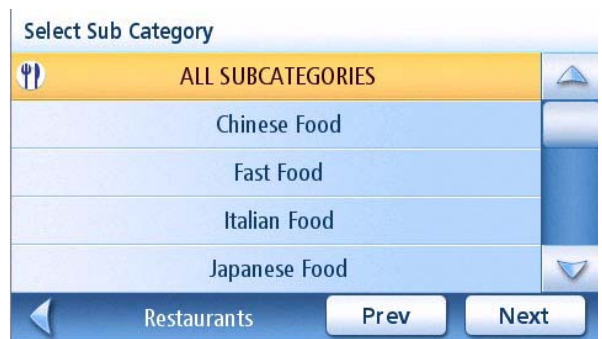 Select Sub Category
ALL SUBCATEGORIES
Chinese Food
Fast Food
Italian Food
Japanese Food
Restaurants Prev Next